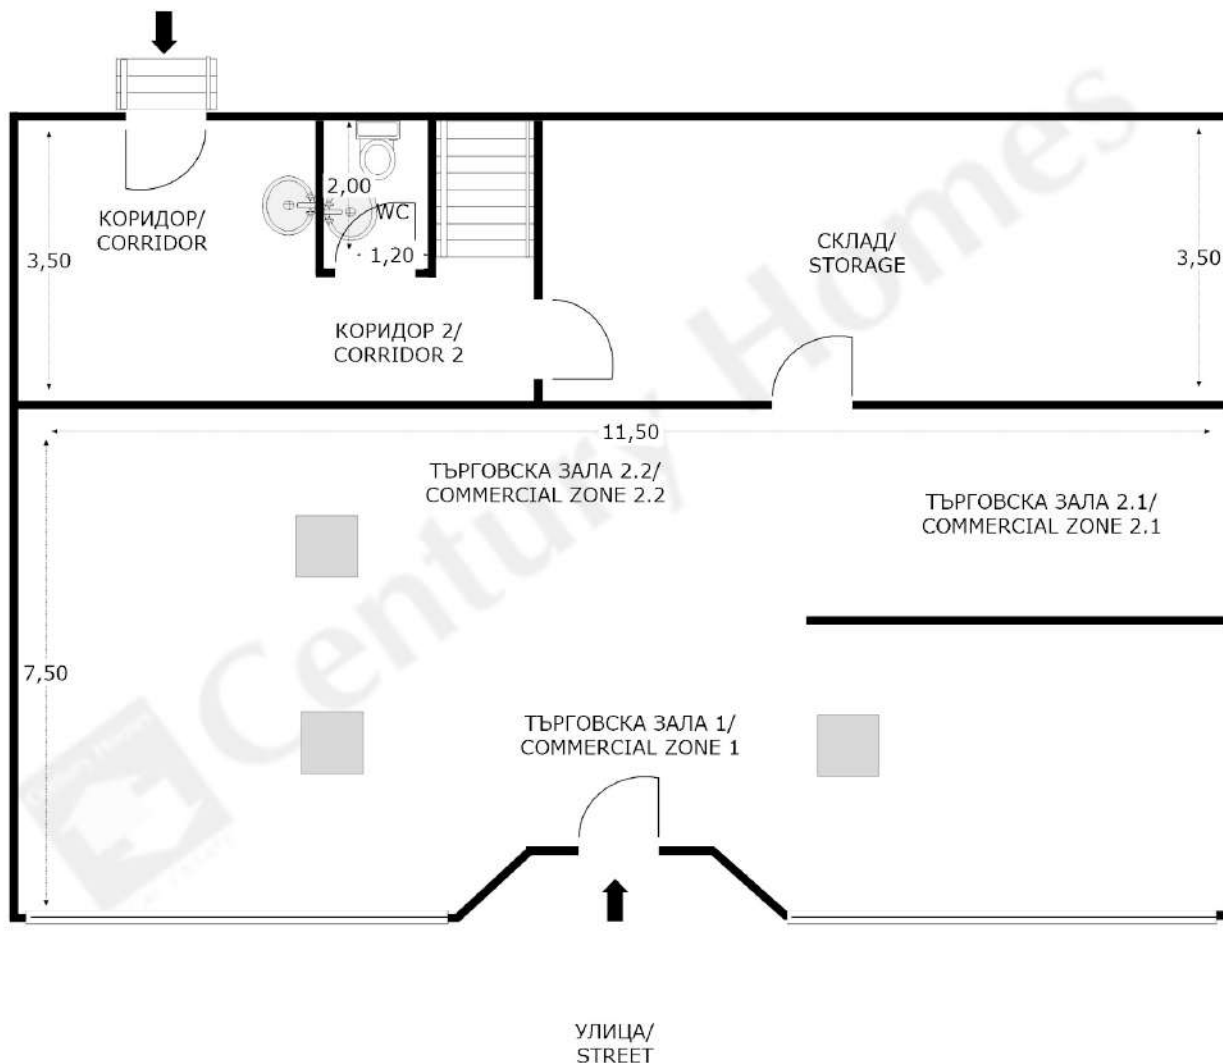 КОРИДОР/
CORRIDOR
3,50
2,00
WC
1,20
КОРИДОР 2/
CORRIDOR 2
СКЛАД/
STORAGE
3,50
11,50
ТЪРГОВСКА ЗАЛА 2.2/
COMMERCIAL ZONE 2.2
ТЪРГОВСКА ЗАЛА 2.1/
COMMERCIAL ZONE 2.1
7,50
ТЪРГОВСКА ЗАЛА 1/
COMMERCIAL ZONE 1
УЛИЦА/
STREET
Century Homes